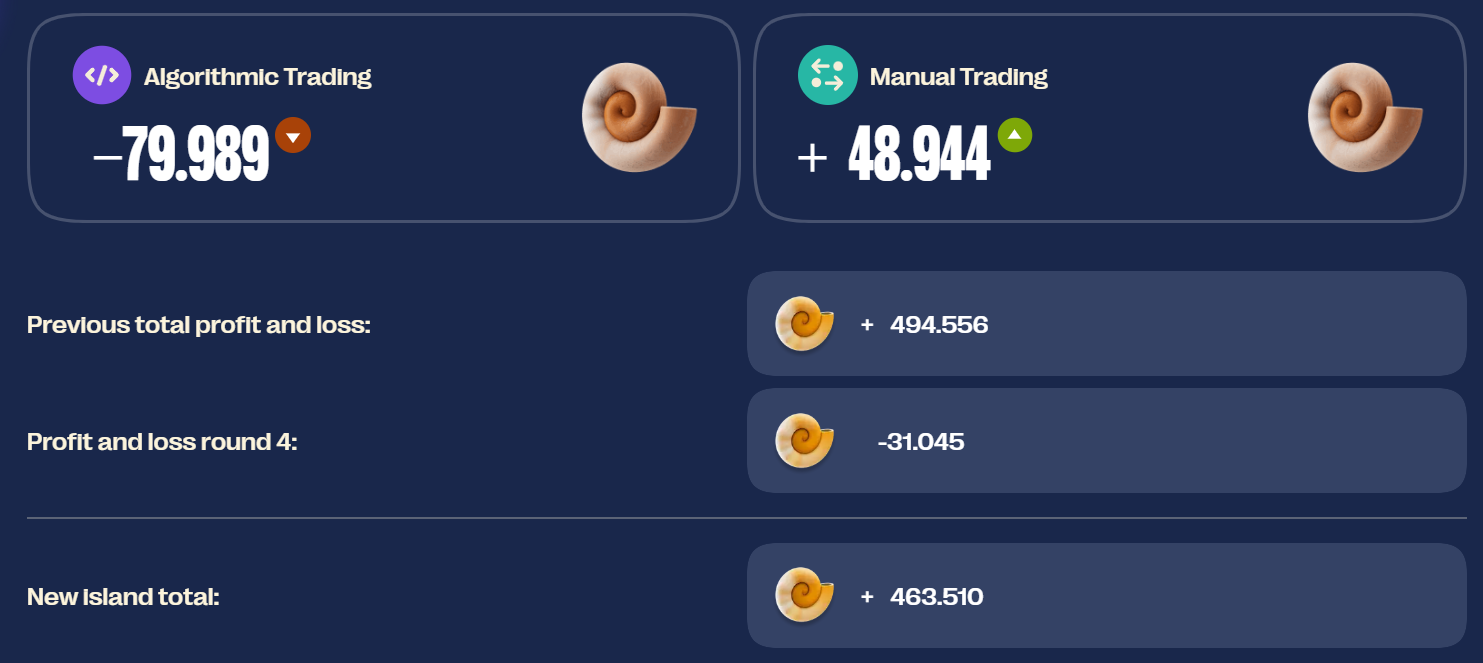 Algorithmic Trading
–79.989
Manual Trading
+ 48.944
Previous total profit and loss:
+ 494.556
Profit and loss round 4:
-31.045
New island total:
+ 463.510